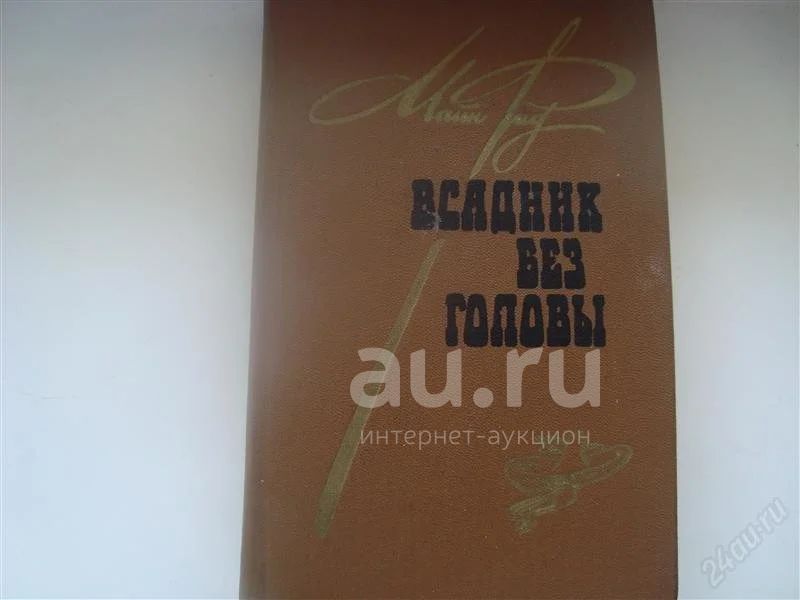 Майн Рид
ВСАДНИК
БЕЗ
ГОЛОВЫ
au.ru
интернет-аукцион
24au.ru